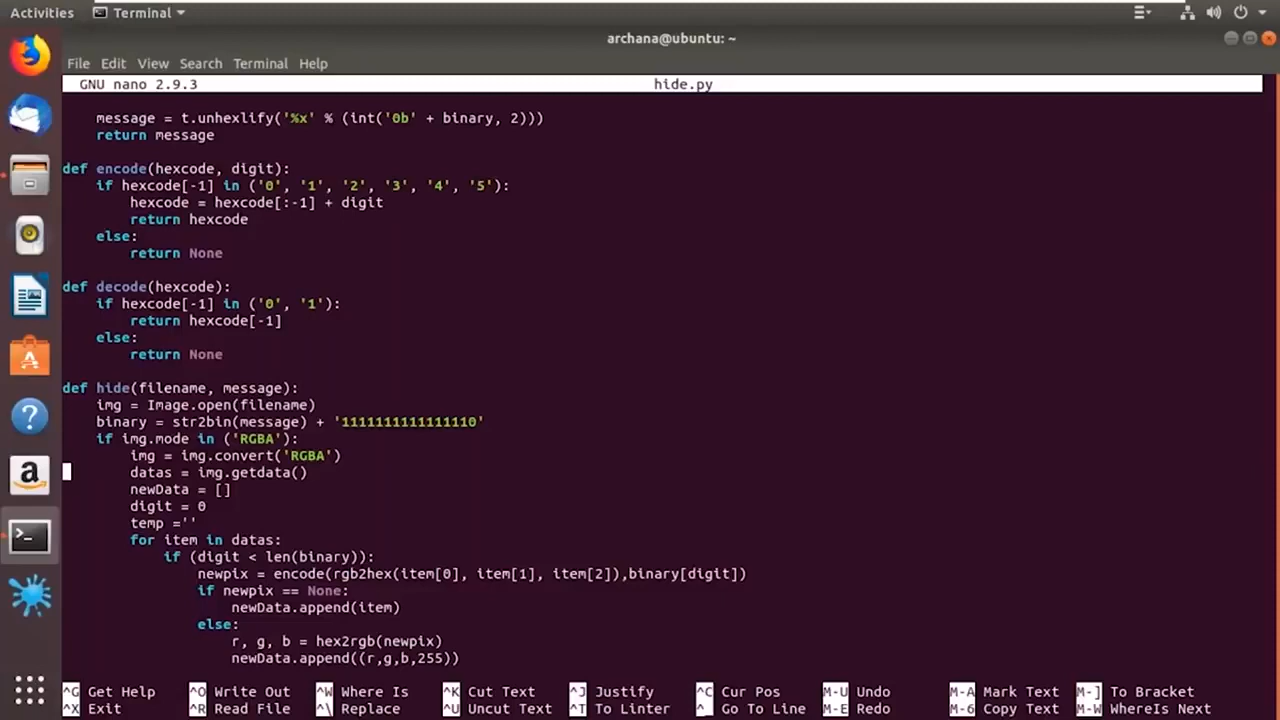 Activities Terminal
archana@ubuntu: ~
File Edit View Search Terminal Help
GNU nano 2.9.3 hide.py
message = t.unhexlify('%x' % (int('0b' + binary, 2)))
return message
def encode(hexcode, digit):
if hexcode[-1] in ('0', '1', '2', '3', '4', '5'):
hexcode = hexcode[:-1] + digit
return hexcode
else:
return None
def decode(hexcode):
if hexcode[-1] in ('0', '1'):
return hexcode[-1]
else:
return None
def hide(filename, message):
img = Image.open(filename)
binary = str2bin(message) + '1111111111111110'
if img.mode in ('RGBA'):
img = img.convert('RGBA')
datas = img.getdata()
newData = []
digit = 0
temp =''
for item in datas:
if (digit < len(binary)):
newpix = encode(rgb2hex(item[0], item[1], item[2]),binary[digit])
if newpix == None:
newData.append(item)
else:
r, g, b = hex2rgb(newpix)
newData.append((r,g,b,255))
^G Get Help ^O Write Out ^W Where Is ^K Cut Text ^J Justify ^C Cur Pos M-U Undo M-A Mark Text M-] To Bracket
^X Exit ^R Read File ^\ Replace ^U Uncut Text ^T To Linter ^_ Go To Line M-E Redo M-6 Copy Text M-W WhereIs Next